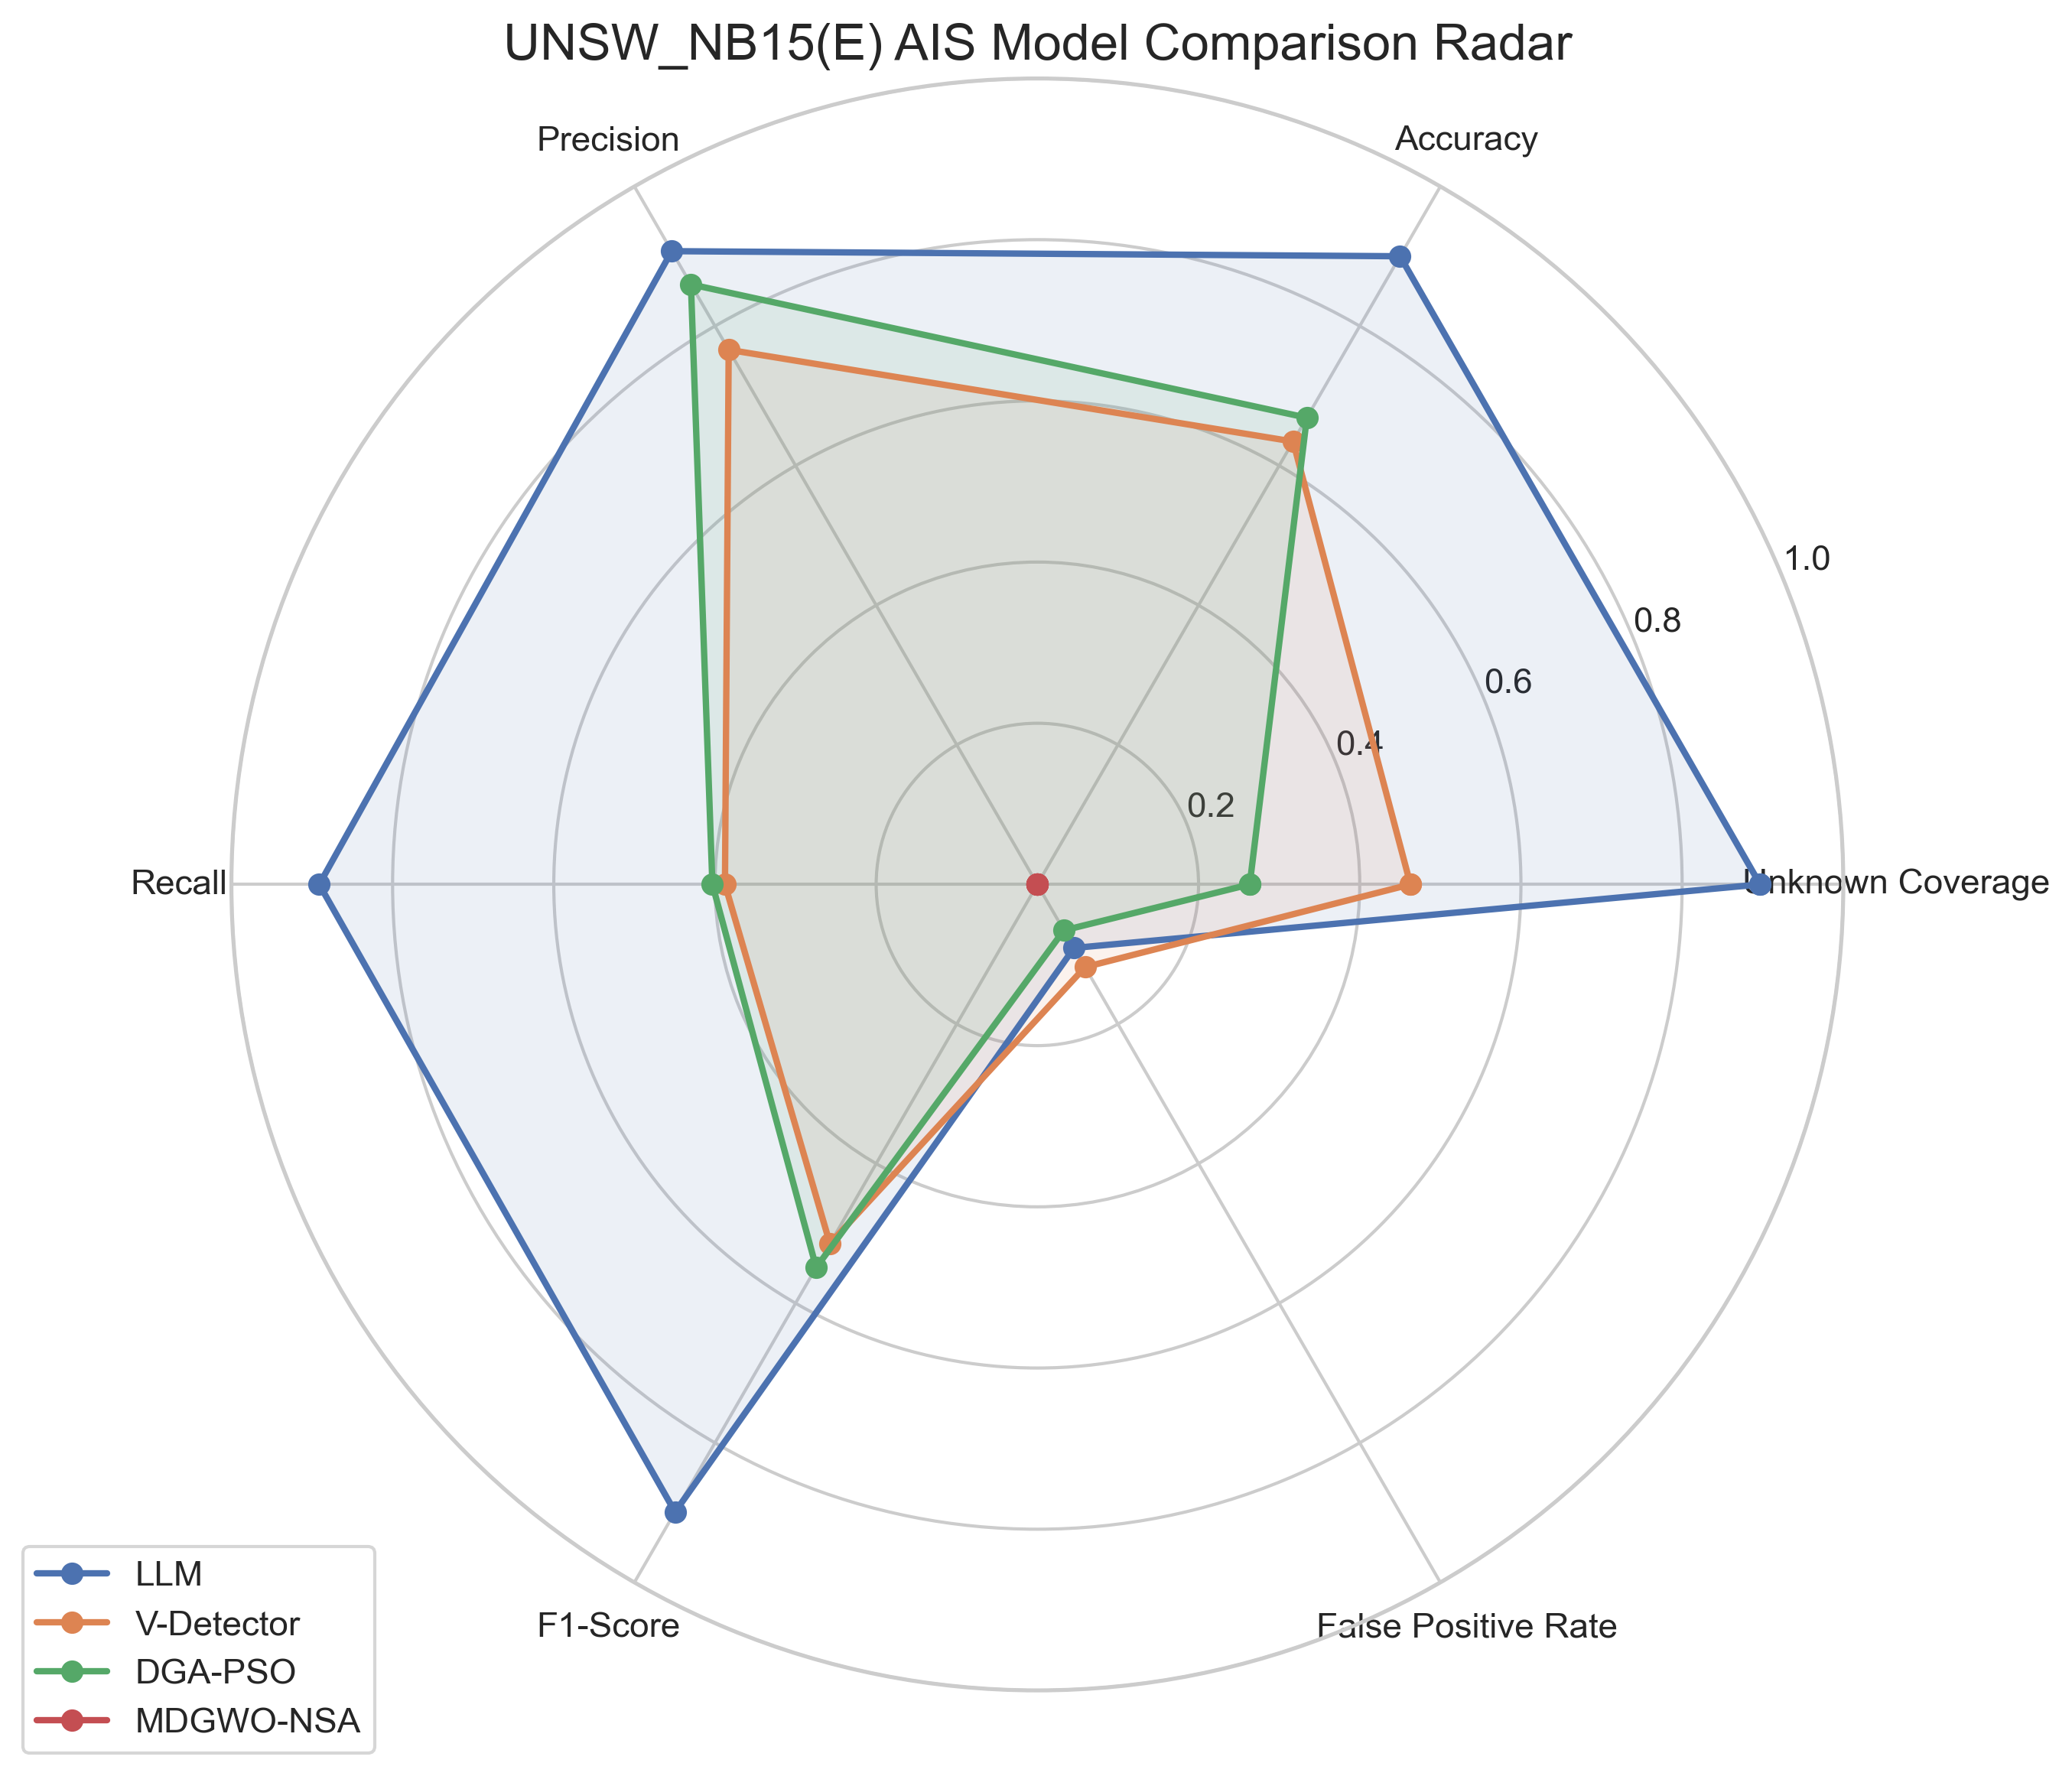 UNSW_NB15(E) AIS Model Comparison Radar
Precision
Accuracy
1.0
0.8
0.6
0.4
0.2
Recall
Unknown Coverage
F1-Score
False Positive Rate
LLM
V-Detector
DGA-PSO
MDGWO-NSA